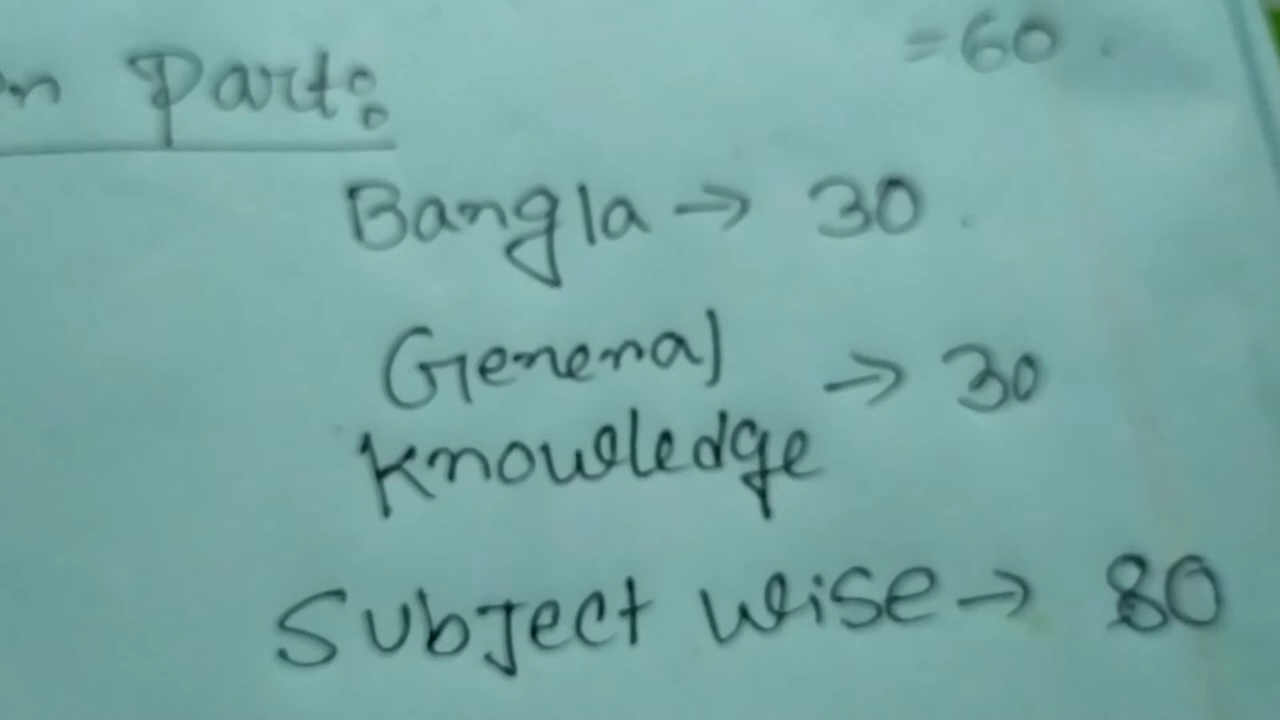 =60
Part:
Bangla → 30
General → 30
Knowledge
Subject wise → 80